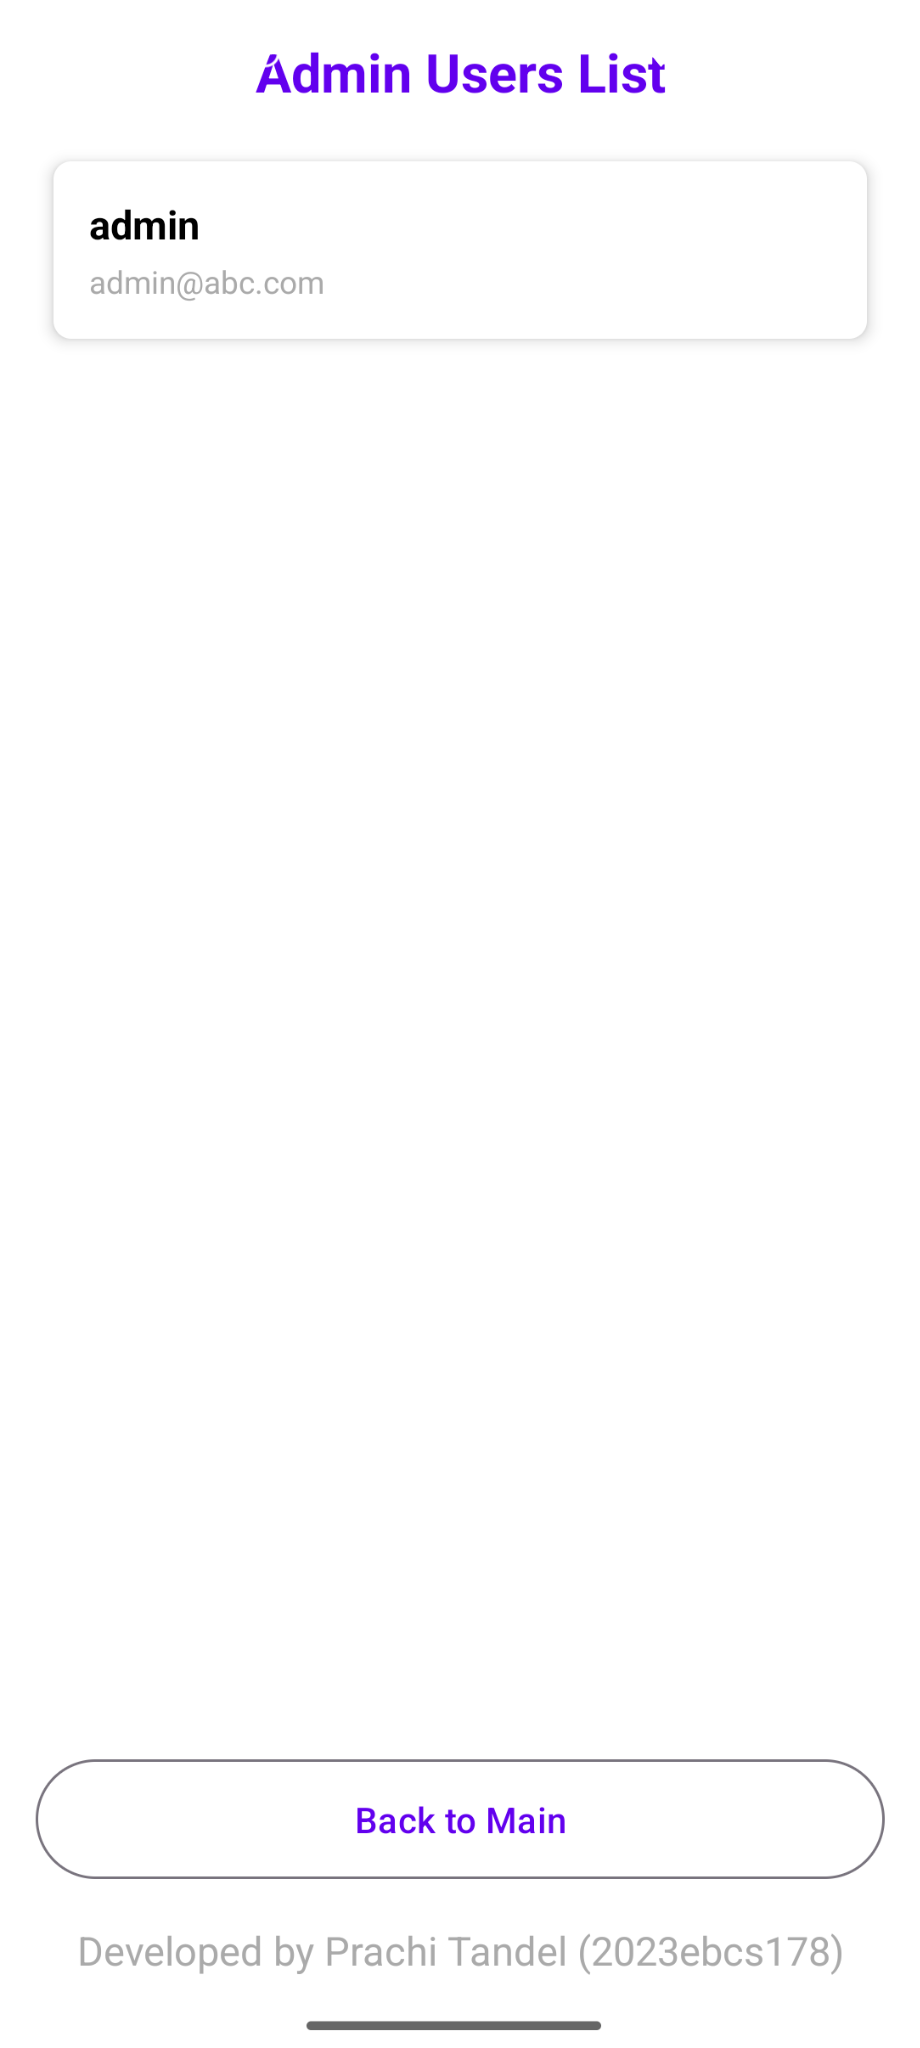 Admin Users List
admin
admin@abc.com
Back to Main
Developed by Prachi Tandel (2023ebcs178)